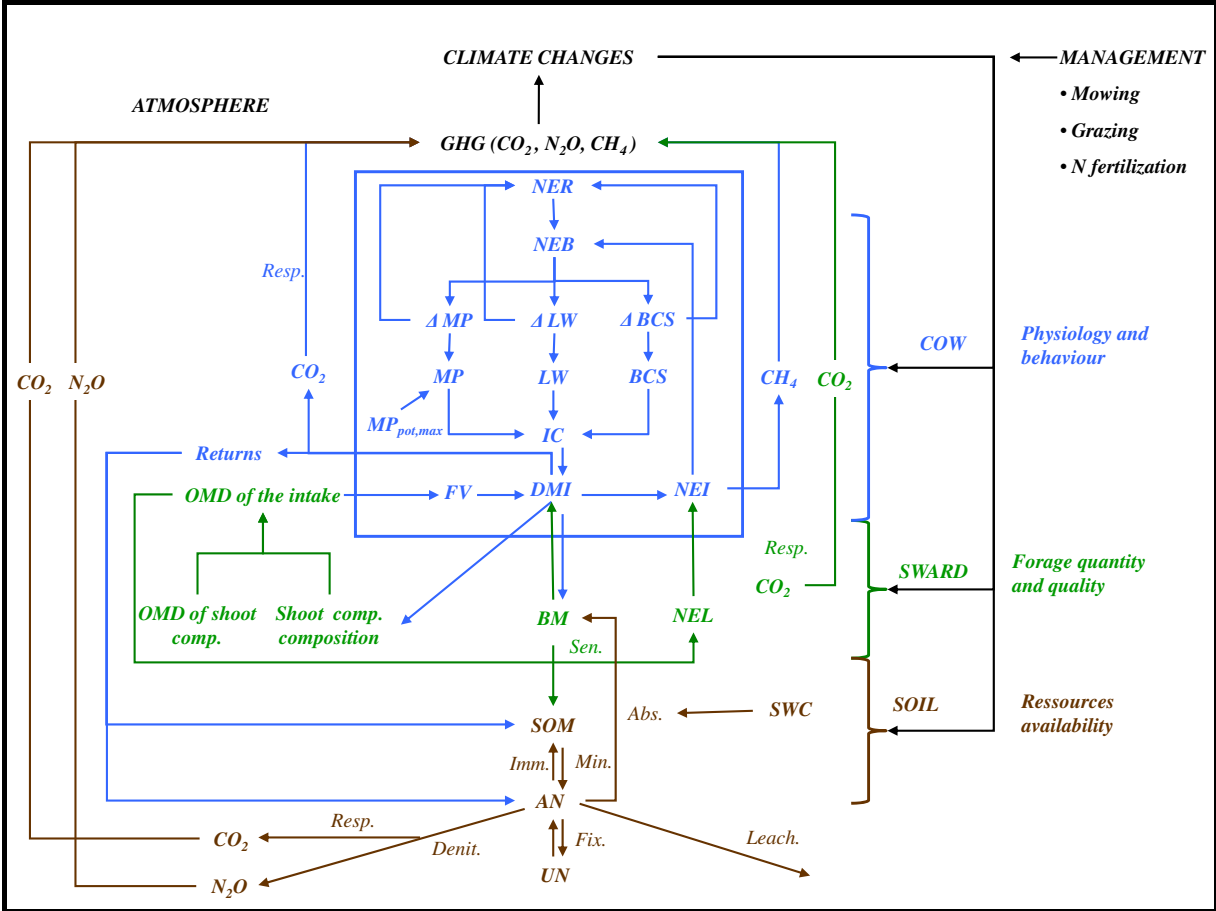 CLIMATE CHANGES
MANAGEMENT
• Mowing
ATMOSPHERE
• Grazing
GHG (CO2, N2O, CH4)
• N fertilization
NER
NEB
Resp.
Δ MP
Δ LW
Δ BCS
COW
Physiology and
behaviour
CO2
N2O
CO2
MP
LW
BCS
CH4
CO2
MPpot,max
IC
Returns
OMD of the intake
FV
DMI
NEI
Resp.
SWARD
Forage quantity
and quality
CO2
OMD of shoot
comp.
Shoot comp.
composition
BM
NEL
Sen.
SOM
Abs.
SWC
SOIL
Ressources
availability
Imm.
Min.
AN
Resp.
CO2
Denit.
Fix.
Leach.
UN
N2O